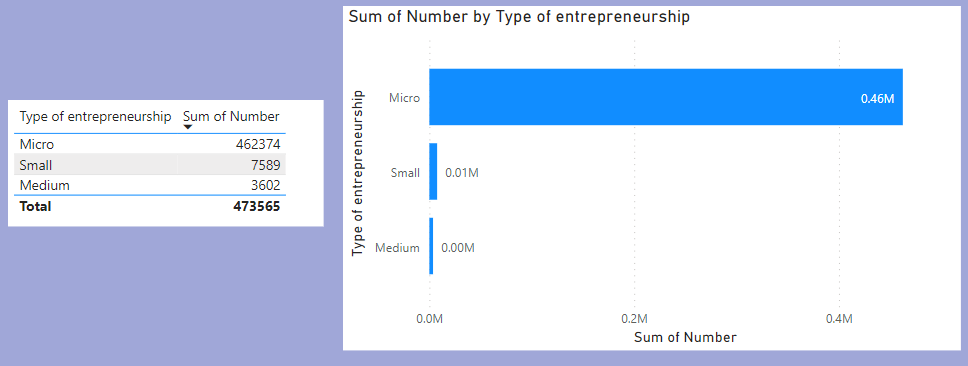 Type of entrepreneurship Sum of Number
Micro 462374
Small 7589
Medium 3602
Total 473565
Sum of Number by Type of entrepreneurship
Type of entrepreneurship
Micro 0.46M
Small 0.01M
Medium 0.00M
0.0M 0.2M 0.4M
Sum of Number